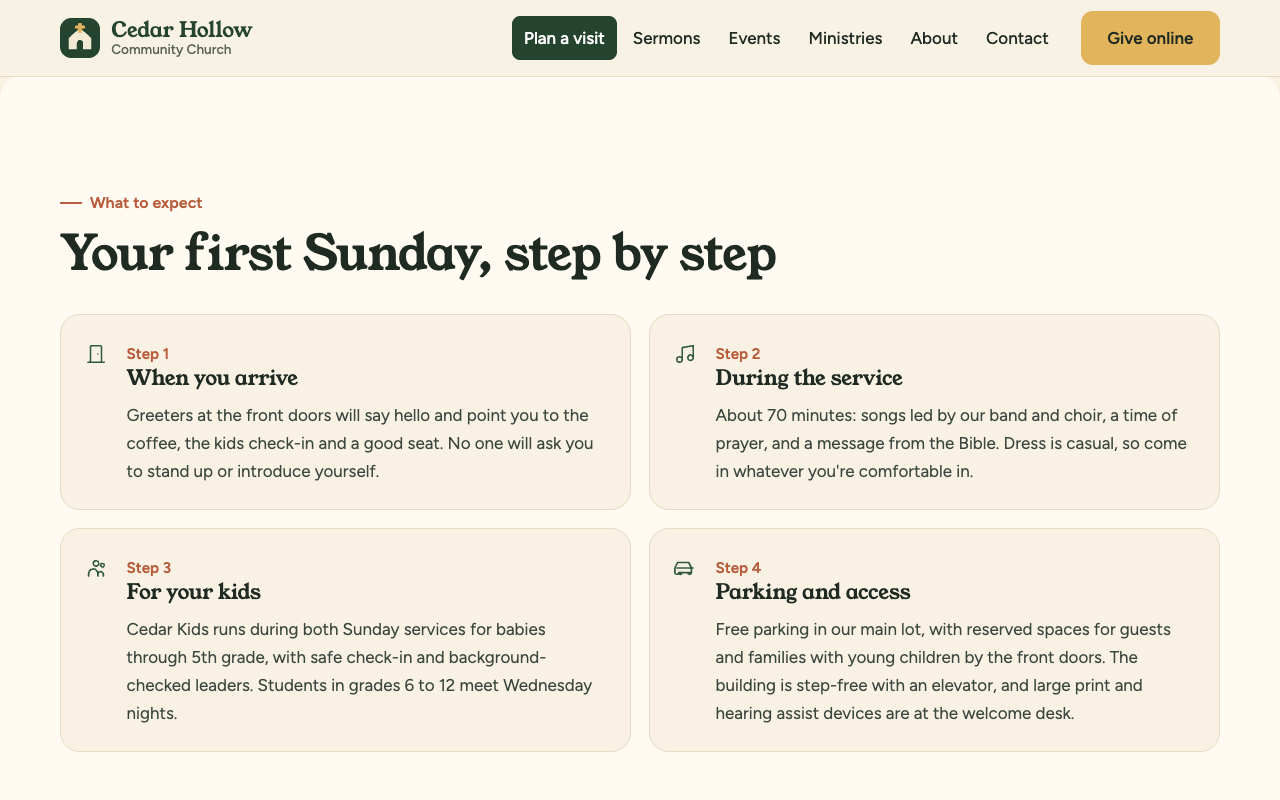 Cedar Hollow
Community Church
Plan a visit
Sermons
Events
Ministries
About
Contact
Give online
What to expect
Your first Sunday, step by step
Step 1
When you arrive
Greeters at the front doors will say hello and point you to the
coffee, the kids check-in and a good seat. No one will ask you
to stand up or introduce yourself.
Step 2
During the service
About 70 minutes: songs led by our band and choir, a time of
prayer, and a message from the Bible. Dress is casual, so come
in whatever you're comfortable in.
Step 3
For your kids
Cedar Kids runs during both Sunday services for babies
through 5th grade, with safe check-in and background-
checked leaders. Students in grades 6 to 12 meet Wednesday
nights.
Step 4
Parking and access
Free parking in our main lot, with reserved spaces for guests
and families with young children by the front doors. The
building is step-free with an elevator, and large print and
hearing assist devices are at the welcome desk.